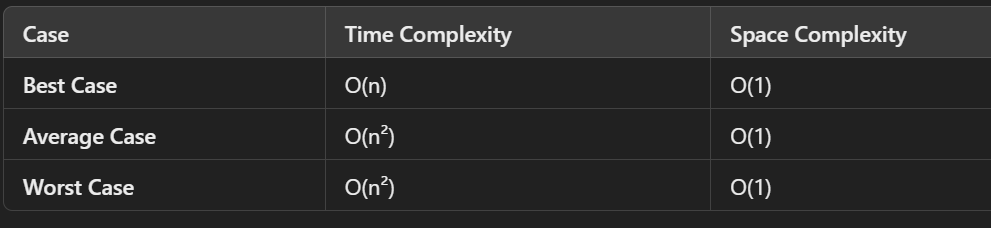 Case Time Complexity Space Complexity
Best Case O(n) O(1)
Average Case O(n²) O(1)
Worst Case O(n²) O(1)